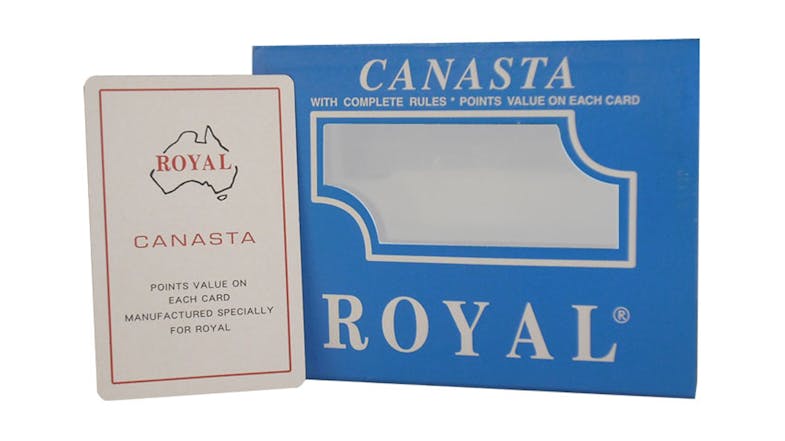 ROYAL
CANASTA
POINTS VALUE ON
EACH CARD
MANUFACTURED SPECIALLY
FOR ROYAL
CANASTA
WITH COMPLETE RULES * POINTS VALUE ON EACH CARD
ROYAL®